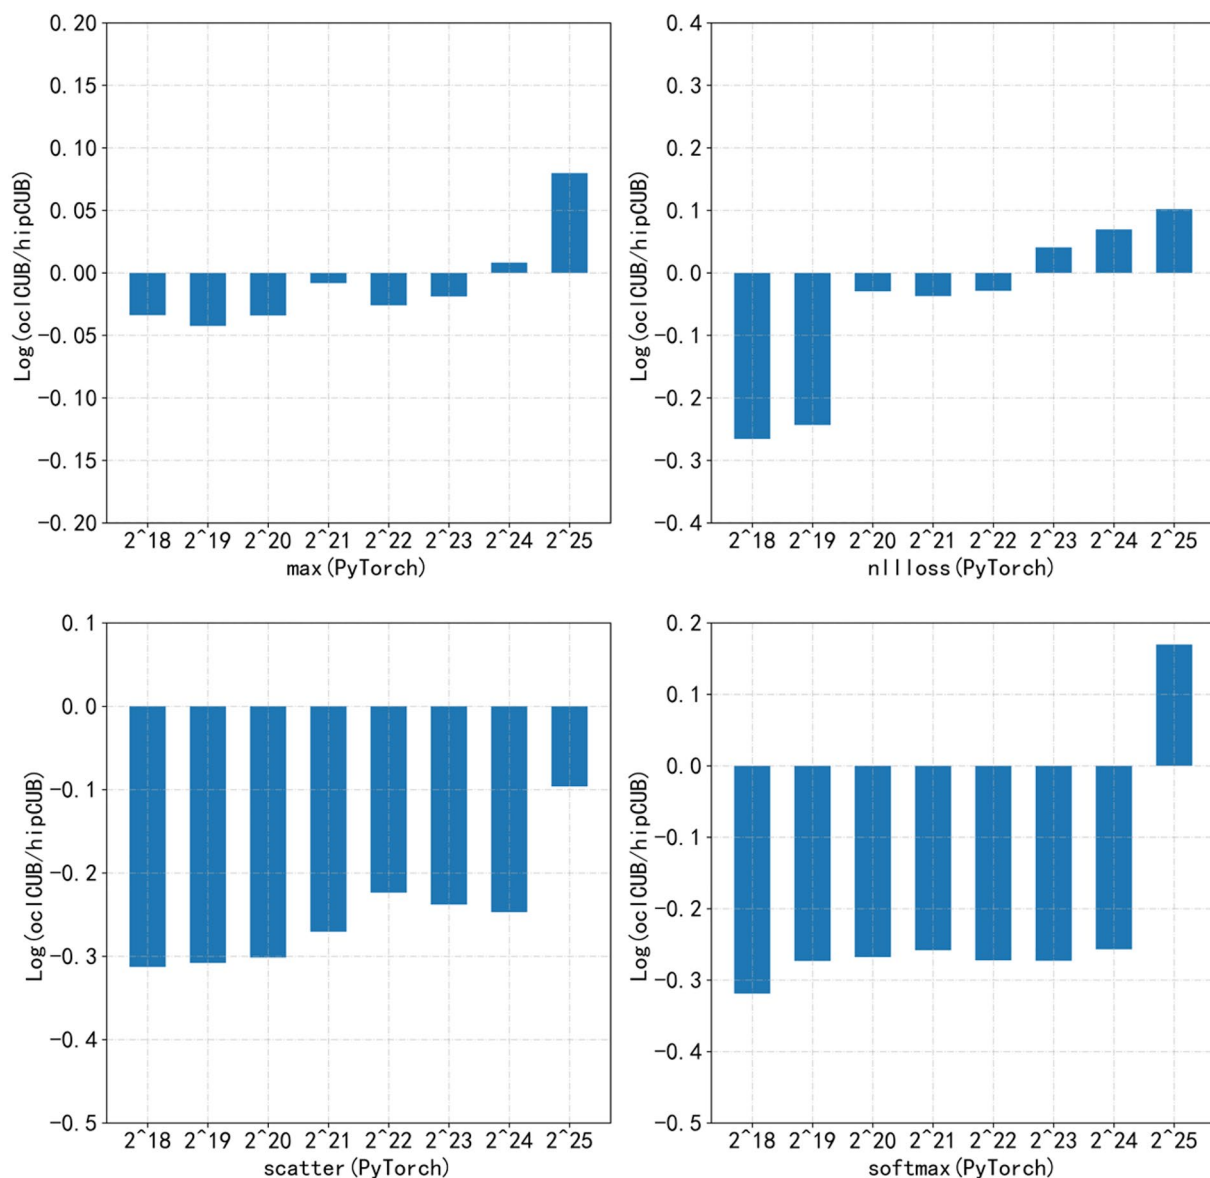 0.20
0.15
0.10
0.05
0.00
-0.05
-0.10
-0.15
-0.20
Log(oclCUB/hipCUB)
2^18 2^19 2^20 2^21 2^22 2^23 2^24 2^25
max(PyTorch)
0.4
0.3
0.2
0.1
0.0
-0.1
-0.2
-0.3
-0.4
Log(oclCUB/hipCUB)
2^18 2^19 2^20 2^21 2^22 2^23 2^24 2^25
nllloss(PyTorch)
0.1
0.0
-0.1
-0.2
-0.3
-0.4
-0.5
Log(oclCUB/hipCUB)
2^18 2^19 2^20 2^21 2^22 2^23 2^24 2^25
scatter(PyTorch)
0.2
0.1
0.0
-0.1
-0.2
-0.3
-0.4
-0.5
Log(oclCUB/hipCUB)
2^18 2^19 2^20 2^21 2^22 2^23 2^24 2^25
softmax(PyTorch)